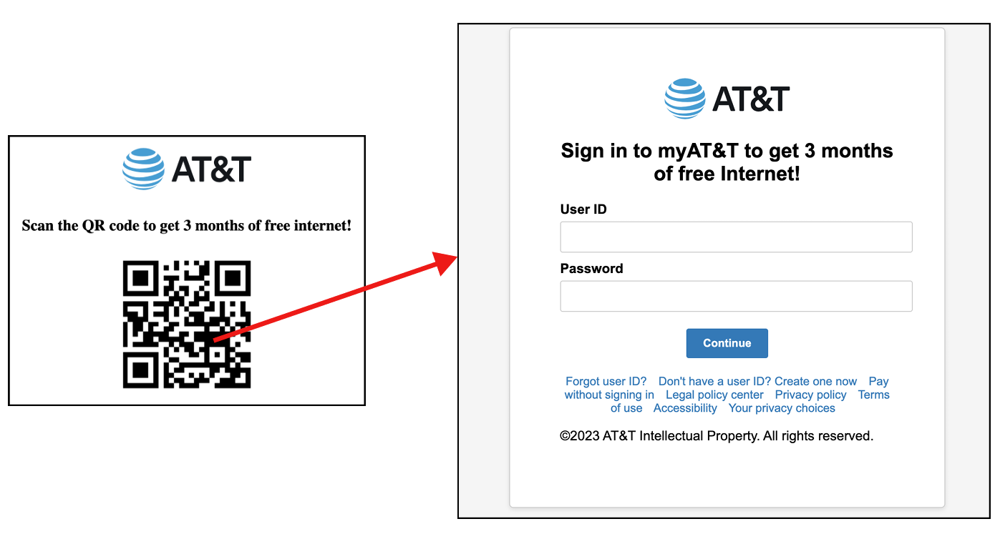 AT&T
Scan the QR code to get 3 months of free internet!
AT&T
Sign in to myAT&T to get 3 months
of free Internet!
User ID
Password
Continue
Forgot user ID? Don't have a user ID? Create one now Pay
without signing in Legal policy center Privacy policy Terms
of use Accessibility Your privacy choices
©2023 AT&T Intellectual Property. All rights reserved.